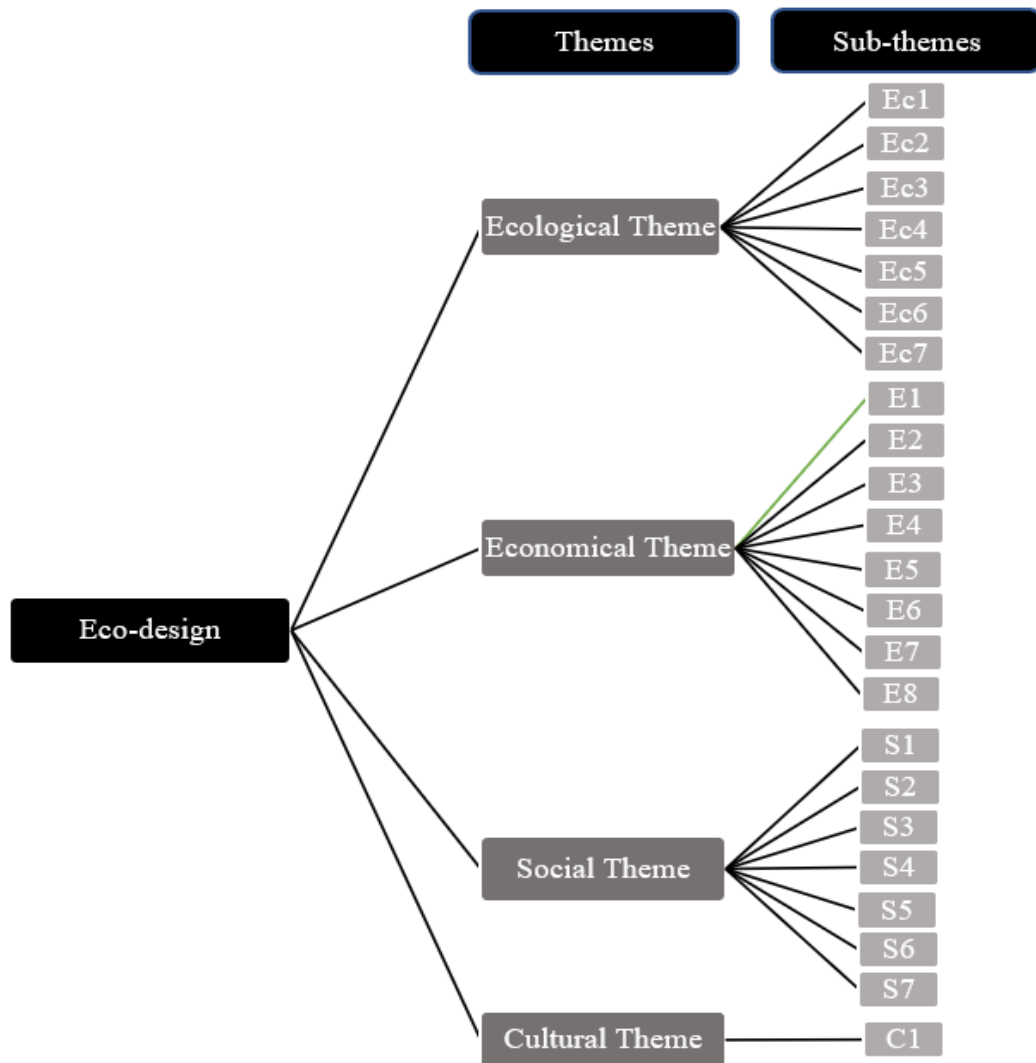 Themes
Sub-themes
Ec1
Ec2
Ec3
Ecological Theme
Ec4
Ec5
Ec6
Ec7
E1
E2
E3
E4
Economical Theme
E5
E6
E7
E8
Eco-design
S1
S2
S3
S4
Social Theme
S5
S6
S7
Cultural Theme
C1